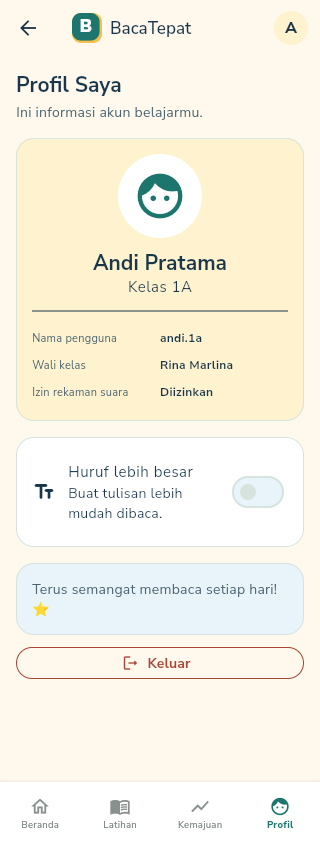 B BacaTepat A
Profil Saya
Ini informasi akun belajarmu.
Andi Pratama
Kelas 1A
Nama pengguna andi.1a
Wali kelas Rina Marlina
Izin rekaman suara Diizinkan
Huruf lebih besar
Buat tulisan lebih
mudah dibaca.
Terus semangat membaca setiap hari!
⭐
Keluar
Beranda Latihan Kemajuan Profil